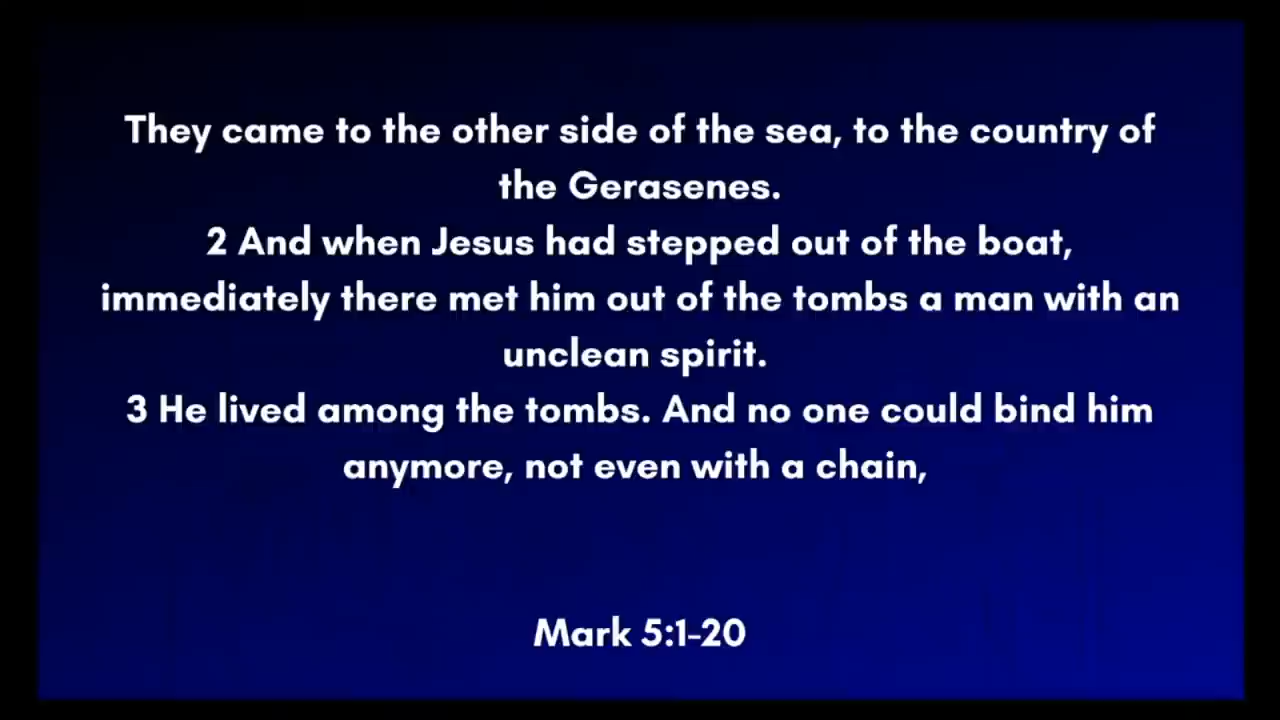 They came to the other side of the sea, to the country of
the Gerasenes.
2 And when Jesus had stepped out of the boat,
immediately there met him out of the tombs a man with an
unclean spirit.
3 He lived among the tombs. And no one could bind him
anymore, not even with a chain,
Mark 5:1-20